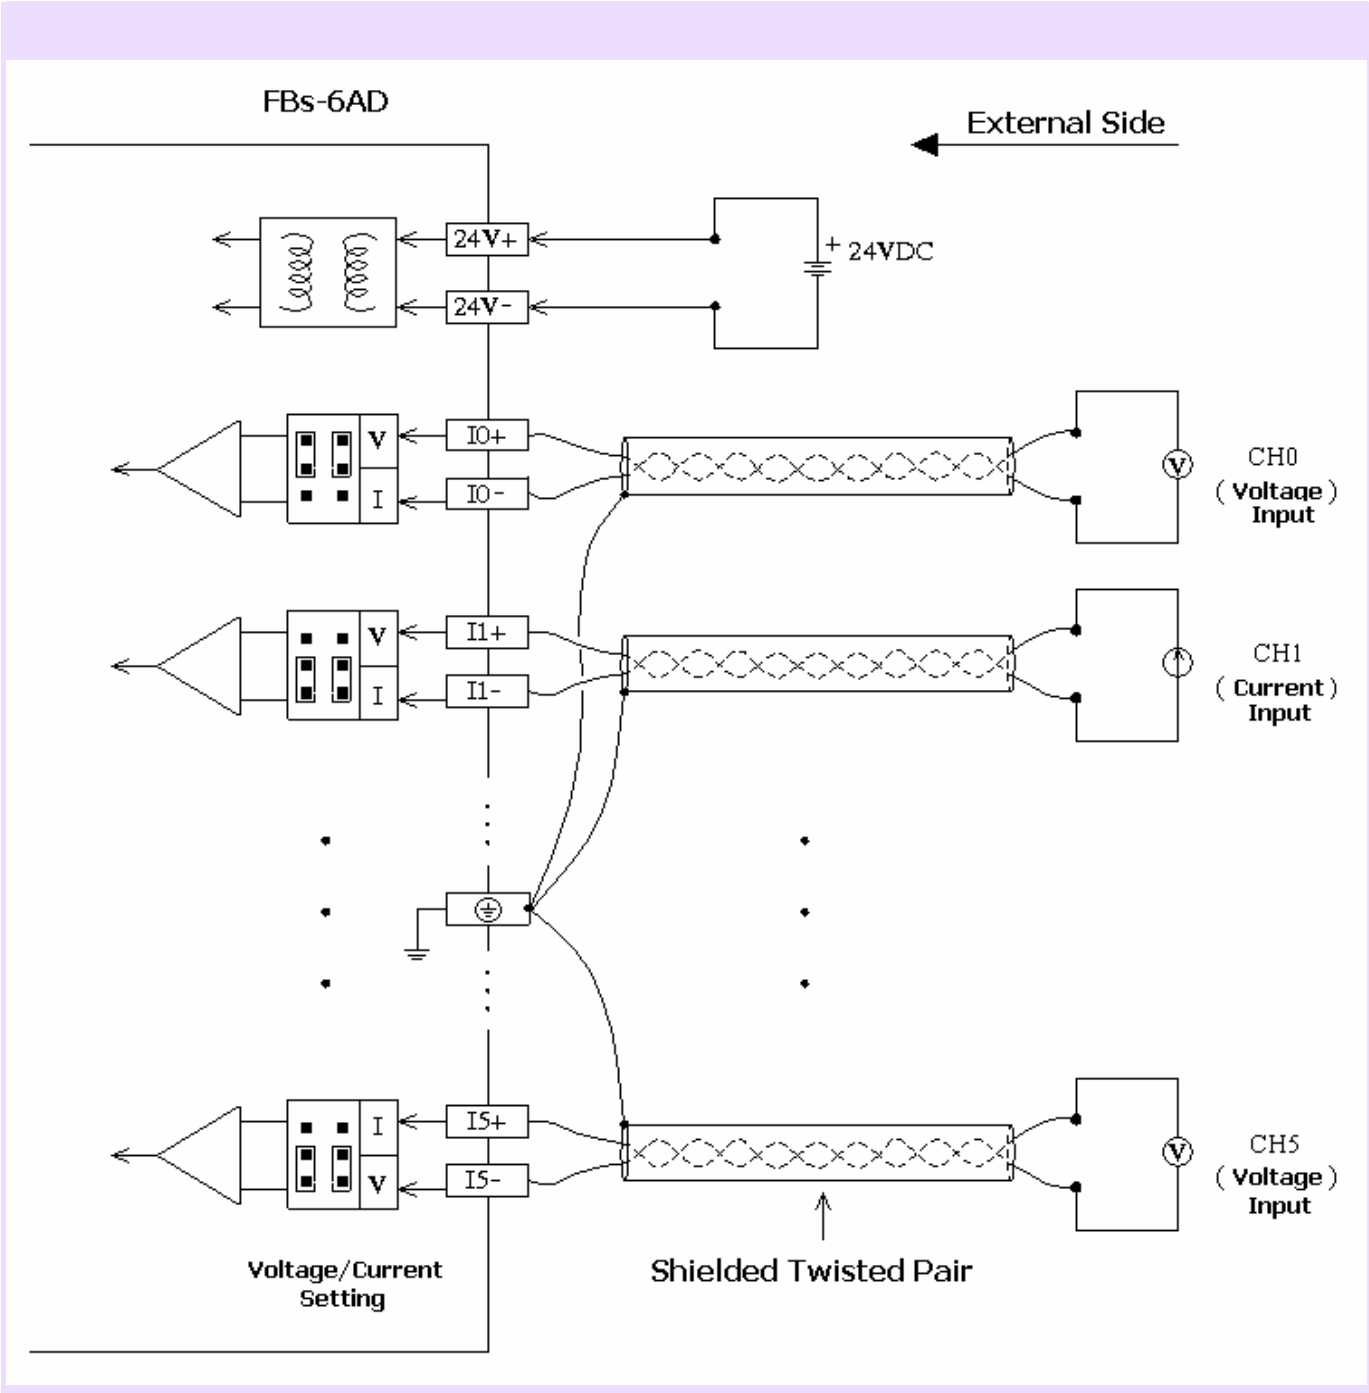 FBs-6AD
External Side
24V+
+ 24VDC
24V-
V
I0+
I
I0-
CH0
( Voltage )
Input
V
V
I1+
I
I1-
CH1
( Current )
Input
I
I5+
V
I5-
V
CH5
( Voltage )
Input
Voltage/Current
Setting
Shielded Twisted Pair